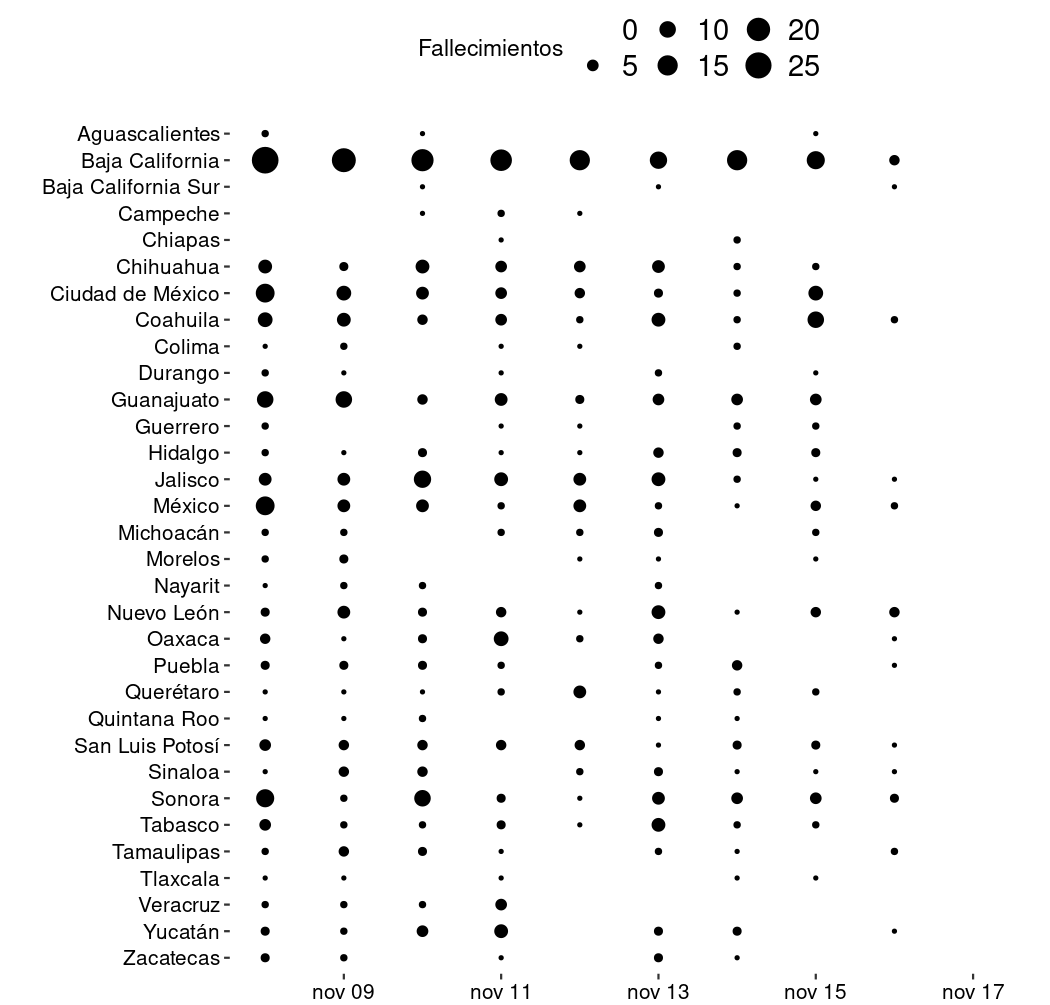 Fallecimientos
0 10 20
5 15 25
Aguascalientes
Baja California
Baja California Sur
Campeche
Chiapas
Chihuahua
Ciudad de México
Coahuila
Colima
Durango
Guanajuato
Guerrero
Hidalgo
Jalisco
México
Michoacán
Morelos
Nayarit
Nuevo León
Oaxaca
Puebla
Querétaro
Quintana Roo
San Luis Potosí
Sinaloa
Sonora
Tabasco
Tamaulipas
Tlaxcala
Veracruz
Yucatán
Zacatecas
nov 09 nov 11 nov 13 nov 15 nov 17